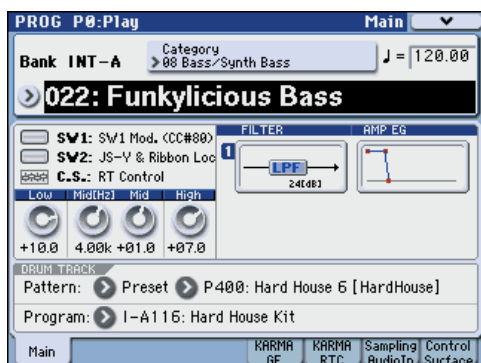 PROG P0:Play Main
Bank INT-A Category 08 Bass/Synth Bass ♩= 120.00
022: Funkylicious Bass
SW1: SW1 Mod. (CC#80)
SW2: JS-Y & Ribbon Loc
C.S.: RT Control
FILTER AMP EG
1 LPF
24[dB]
Low Mid[Hz] Mid High
+10.0 4.00k +01.0 +07.0
DRUM TRACK
Pattern: Preset P400: Hard House 6 [HardHouse]
Program: I-A116: Hard House Kit
Main KARMA GE KARMA RTC Sampling AudioIn Control Surface